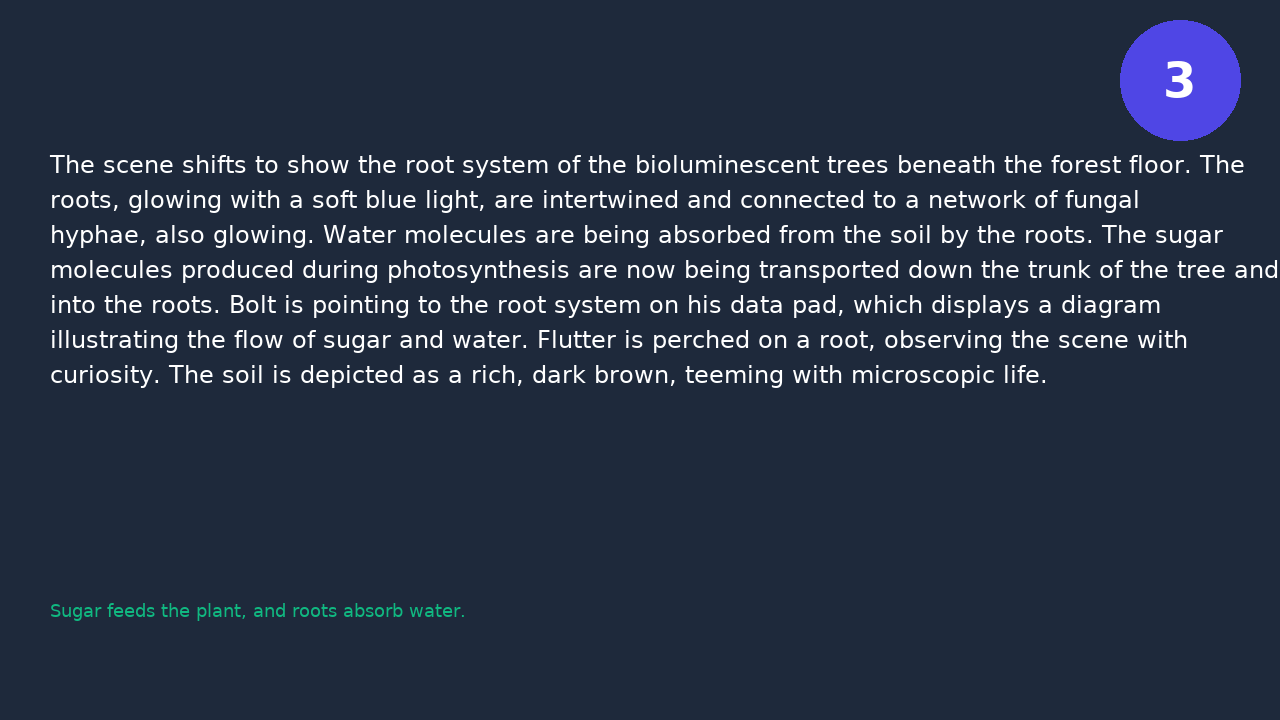 3
The scene shifts to show the root system of the bioluminescent trees beneath the forest floor. The
roots, glowing with a soft blue light, are intertwined and connected to a network of fungal
hyphae, also glowing. Water molecules are being absorbed from the soil by the roots. The sugar
molecules produced during photosynthesis are now being transported down the trunk of the tree and
into the roots. Bolt is pointing to the root system on his data pad, which displays a diagram
illustrating the flow of sugar and water. Flutter is perched on a root, observing the scene with
curiosity. The soil is depicted as a rich, dark brown, teeming with microscopic life.
Sugar feeds the plant, and roots absorb water.